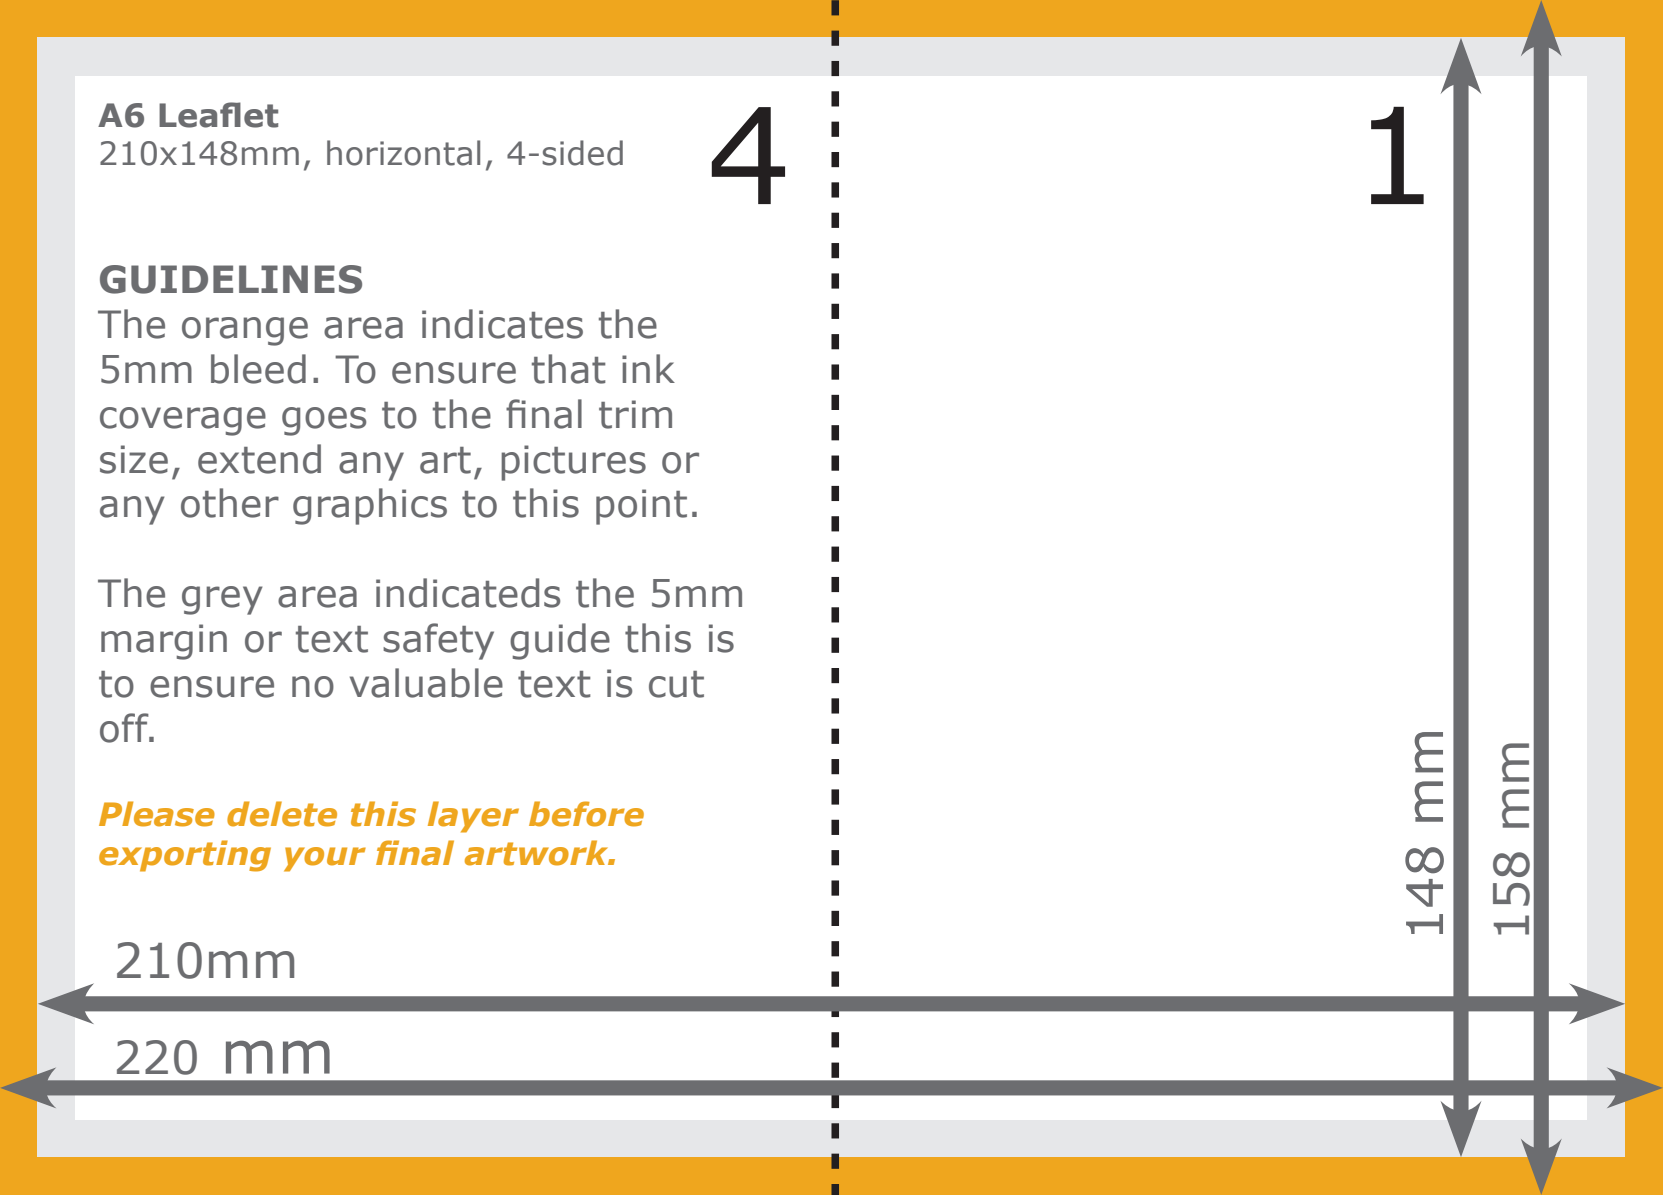 A6 Leaflet
210x148mm, horizontal, 4-sided
4
1
GUIDELINES
The orange area indicates the
5mm bleed. To ensure that ink
coverage goes to the final trim
size, extend any art, pictures or
any other graphics to this point.
The grey area indicateds the 5mm
margin or text safety guide this is
to ensure no valuable text is cut
off.
Please delete this layer before
exporting your final artwork.
210mm
220 mm
148 mm
158 mm